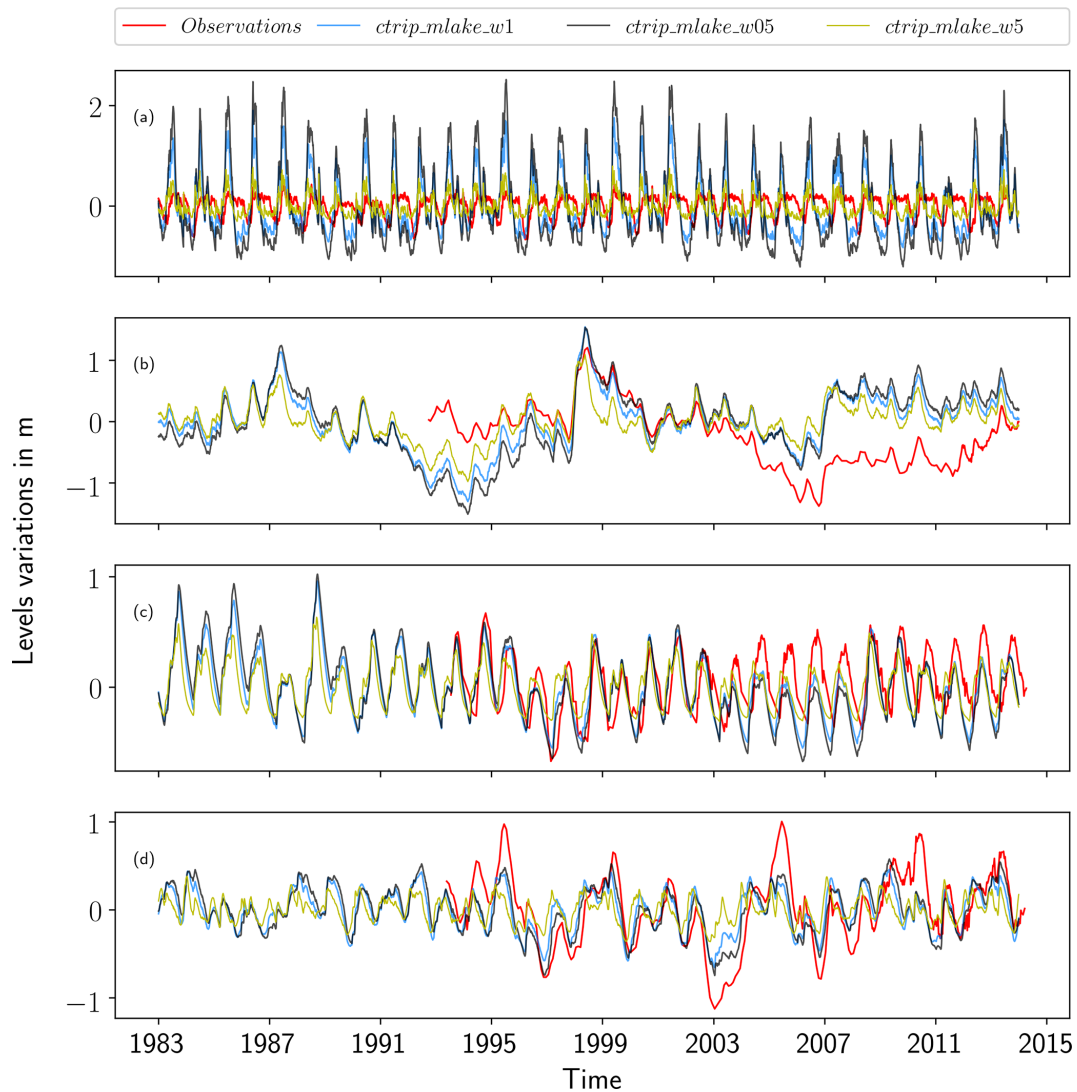 Observations ctrip_mlake_w1 ctrip_mlake_w05 ctrip_mlake_w5
(a)
2
0
(b)
1
0
−1
Levels variations in m
(c)
1
0
(d)
1
0
−1
1983 1987 1991 1995 1999 2003 2007 2011 2015
Time